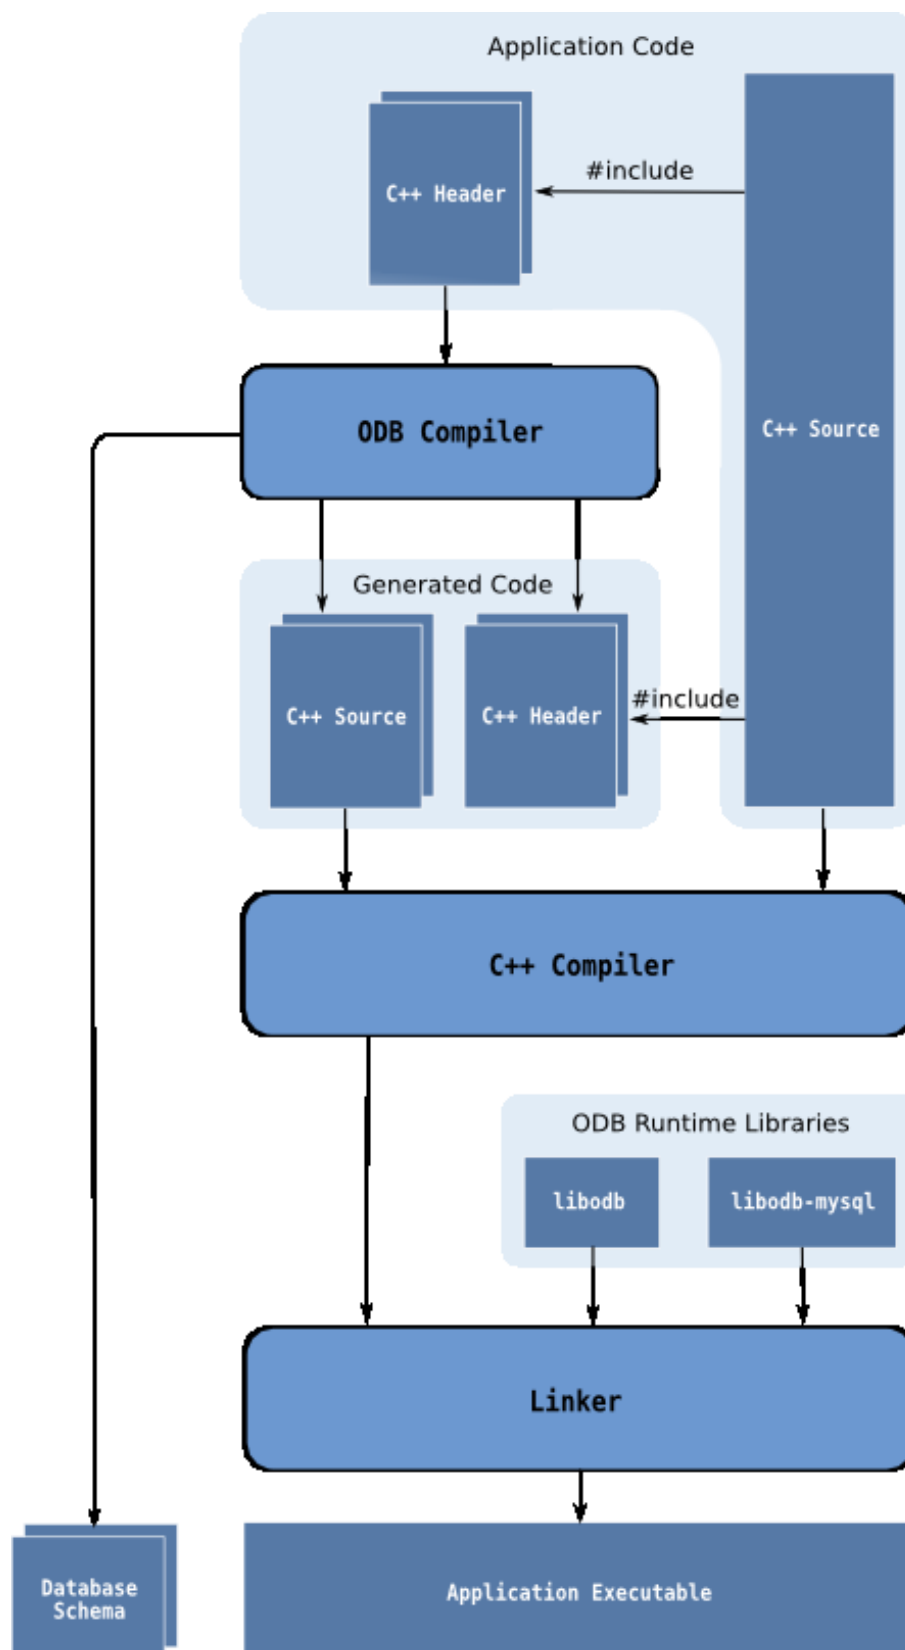 Application Code
C++ Header
#include
C++ Source
ODB Compiler
Generated Code
C++ Source
C++ Header
#include
C++ Compiler
ODB Runtime Libraries
libodb
libodb-mysql
Linker
Database
Schema
Application Executable